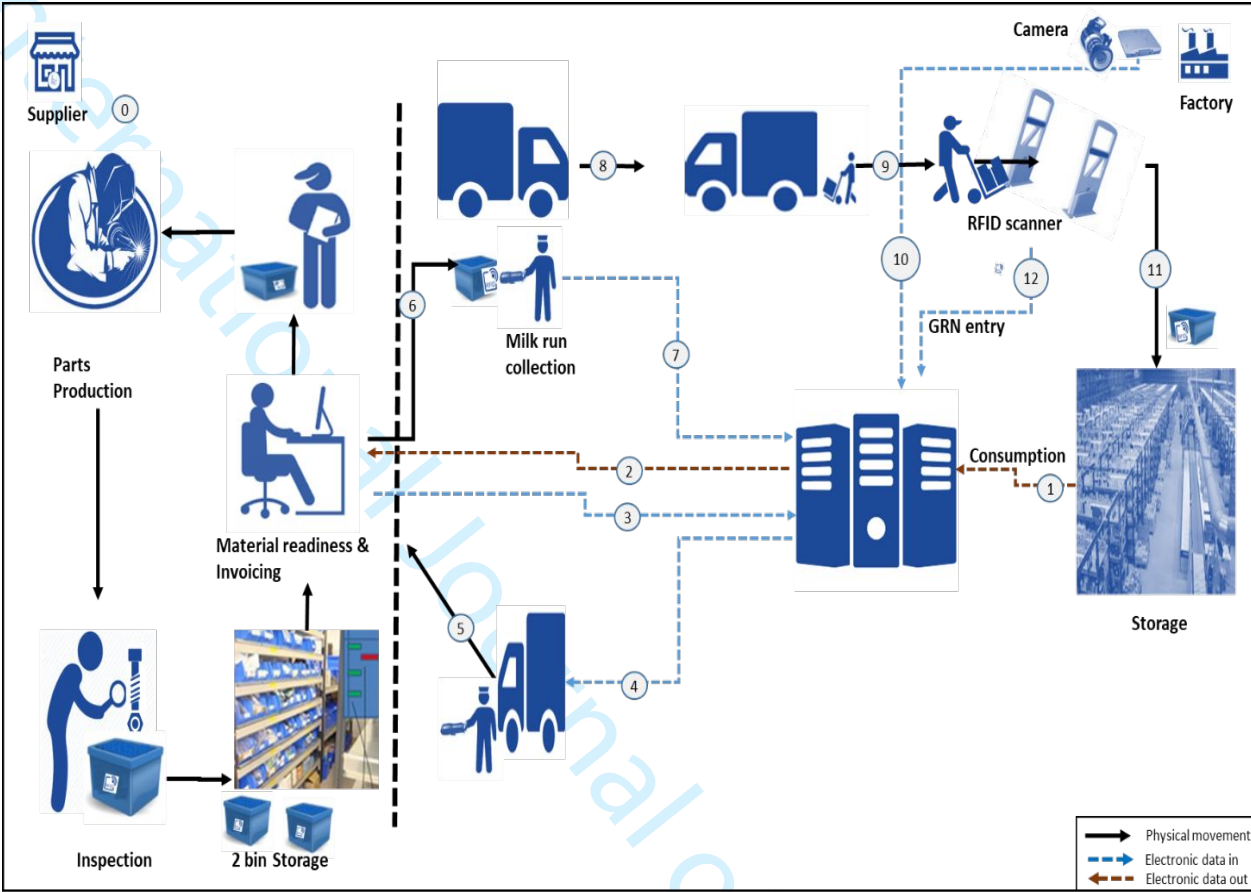 Supplier
0
Camera
Factory
8
9
RFID scanner
10
12
11
6
Milk run
collection
7
GRN entry
Parts
Production
Consumption
2
1
3
Material readiness &
Invoicing
5
4
Storage
Inspection
2 bin Storage
Physical movement
Electronic data in
Electronic data out
ternational Journal o